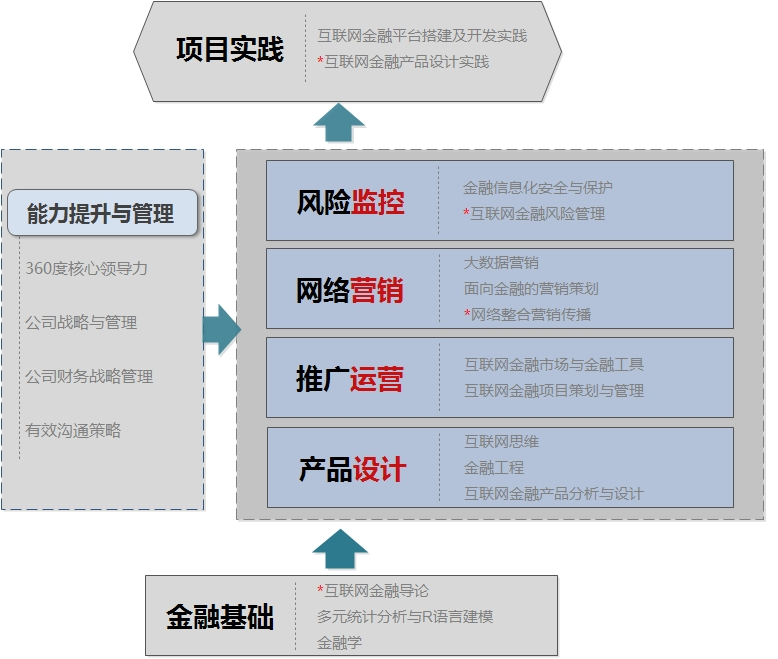 项目实践
互联网金融平台搭建及开发实践
*互联网金融产品设计实践
能力提升与管理
360度核心领导力
公司战略与管理
公司财务战略管理
有效沟通策略
风险监控
金融信息化安全与保护
*互联网金融风险管理
网络营销
大数据营销
面向金融的营销策划
*网络整合营销传播
推广运营
互联网金融市场与金融工具
互联网金融项目策划与管理
产品设计
互联网思维
金融工程
互联网金融产品分析与设计
金融基础
*互联网金融导论
多元统计分析与R语言建模
金融学